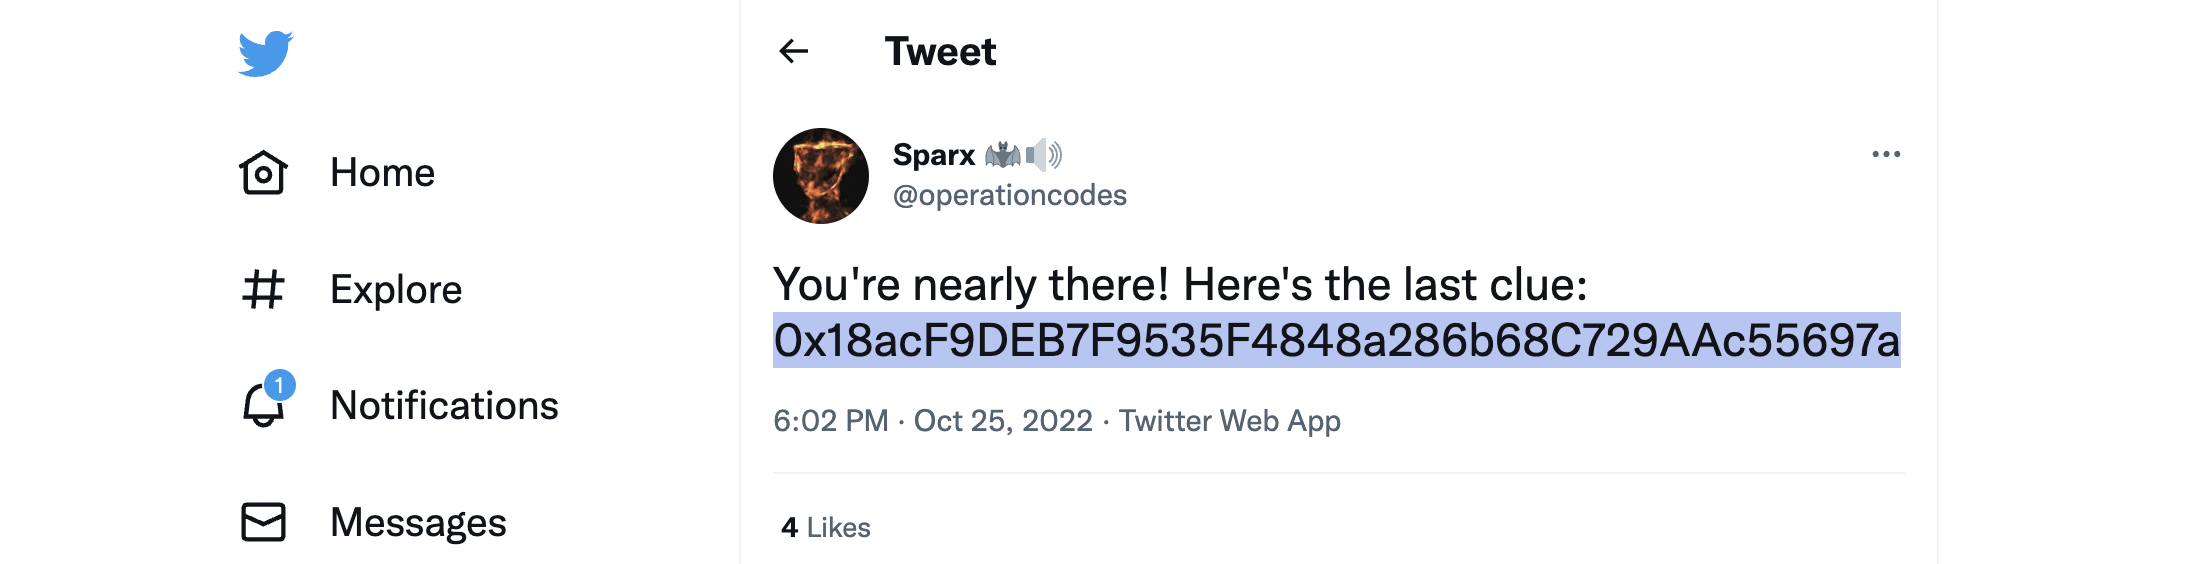 Tweet
Home
Explore
1
Notifications
Messages
Sparx 🦇🔊
@operationcodes
You're nearly there! Here's the last clue:
0x18acF9DEB7F9535F4848a286b68C729AAc55697a
6:02 PM · Oct 25, 2022 · Twitter Web App
4 Likes